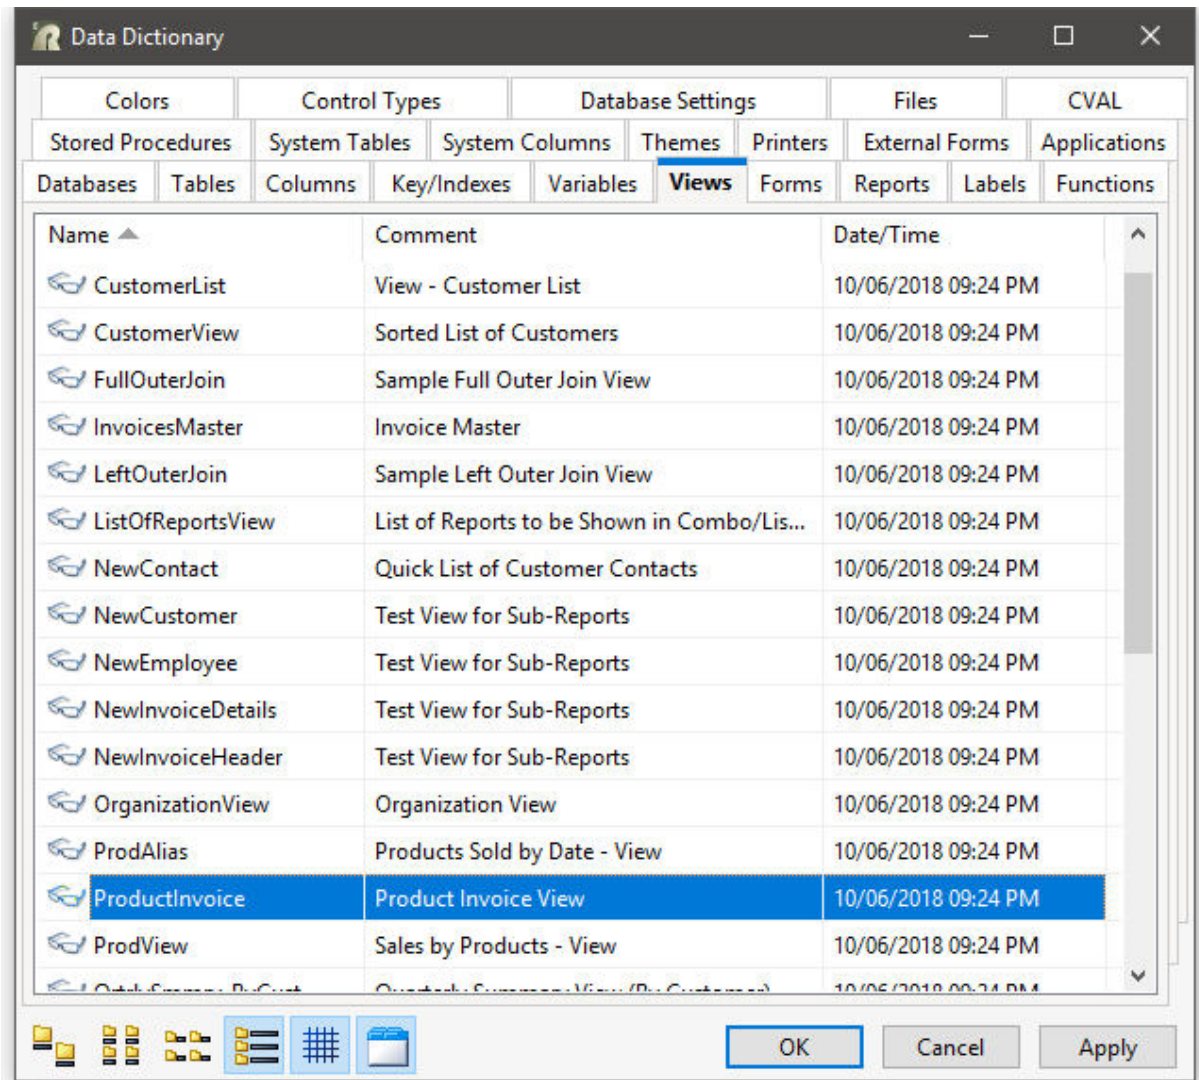 Data Dictionary
Colors Control Types Database Settings Files CVAL
Stored Procedures System Tables System Columns Themes Printers External Forms Applications
Databases Tables Columns Key/Indexes Variables Views Forms Reports Labels Functions
Name Comment Date/Time
CustomerList View - Customer List 10/06/2018 09:24 PM
CustomerView Sorted List of Customers 10/06/2018 09:24 PM
FullOuterJoin Sample Full Outer Join View 10/06/2018 09:24 PM
InvoicesMaster Invoice Master 10/06/2018 09:24 PM
LeftOuterJoin Sample Left Outer Join View 10/06/2018 09:24 PM
ListOfReportsView List of Reports to be Shown in Combo/Lis... 10/06/2018 09:24 PM
NewContact Quick List of Customer Contacts 10/06/2018 09:24 PM
NewCustomer Test View for Sub-Reports 10/06/2018 09:24 PM
NewEmployee Test View for Sub-Reports 10/06/2018 09:24 PM
NewInvoiceDetails Test View for Sub-Reports 10/06/2018 09:24 PM
NewInvoiceHeader Test View for Sub-Reports 10/06/2018 09:24 PM
OrganizationView Organization View 10/06/2018 09:24 PM
ProdAlias Products Sold by Date - View 10/06/2018 09:24 PM
ProductInvoice Product Invoice View 10/06/2018 09:24 PM
ProdView Sales by Products - View 10/06/2018 09:24 PM
Quarterly Summary View (By Customer) 10/06/2018 09:24 PM
OK Cancel Apply